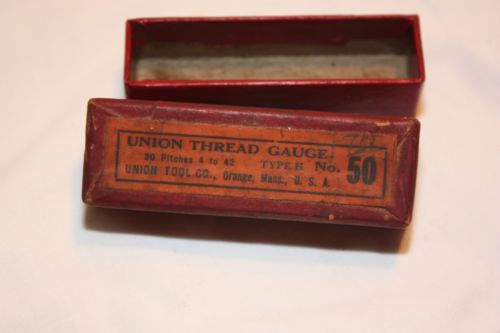 UNION THREAD GAUGE
30 Pitches 4 to 42 TYPE H No. 50
UNION TOOL CO., Orange, Mass., U. S. A.